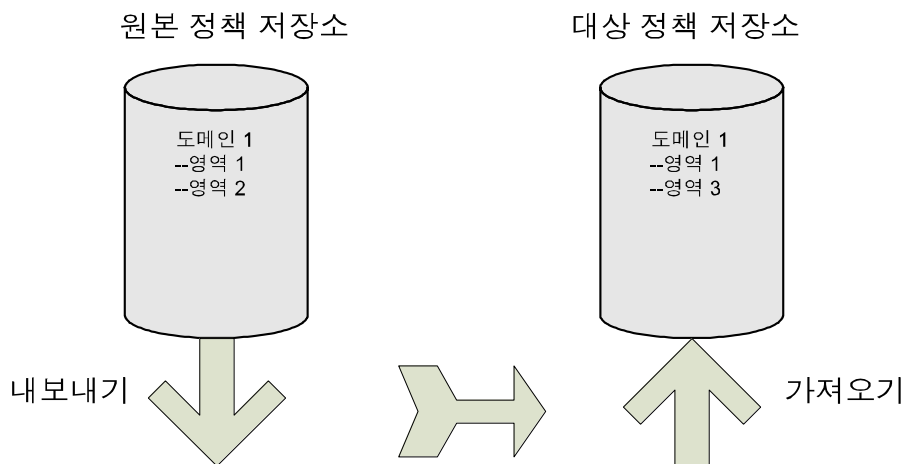 원본 정책 저장소
대상 정책 저장소
도메인 1
--영역 1
--영역 2
도메인 1
--영역 1
--영역 3
내보내기
가져오기